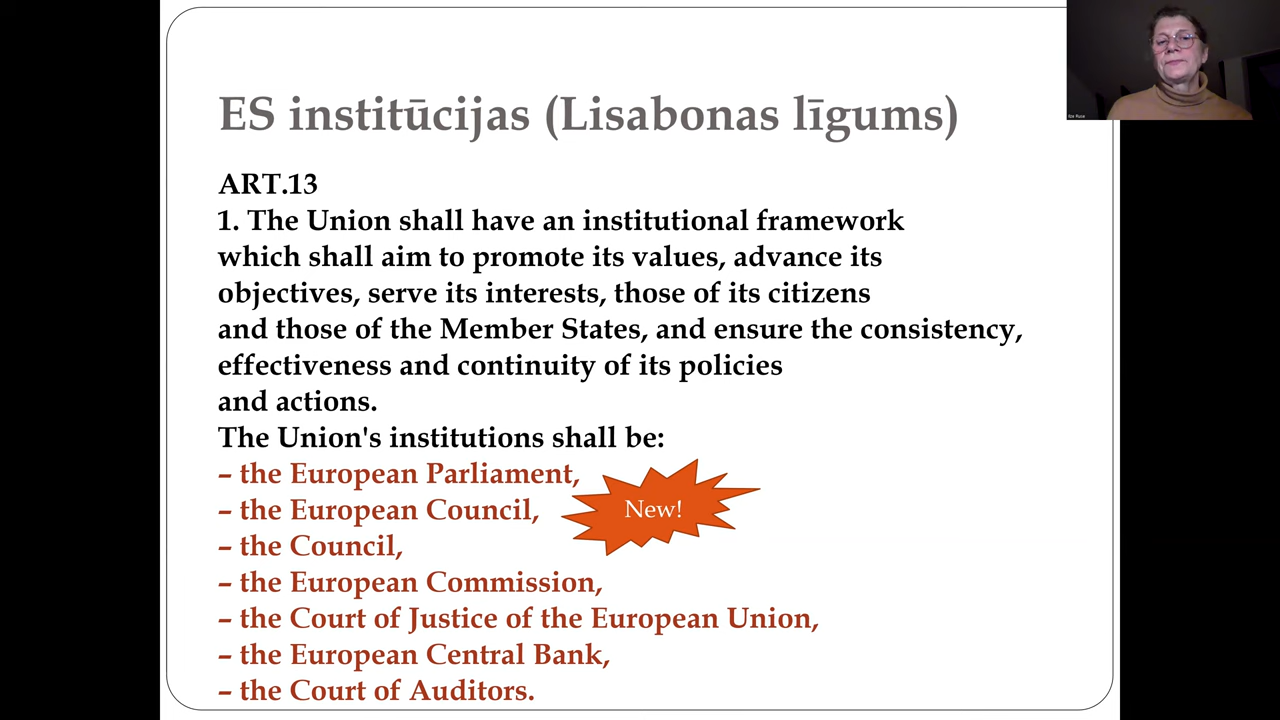 ES institūcijas (Lisabonas līgums)
ART.13
1. The Union shall have an institutional framework
which shall aim to promote its values, advance its
objectives, serve its interests, those of its citizens
and those of the Member States, and ensure the consistency,
effectiveness and continuity of its policies
and actions.
The Union's institutions shall be:
– the European Parliament,
– the European Council,
New!
– the Council,
– the European Commission,
– the Court of Justice of the European Union,
– the European Central Bank,
– the Court of Auditors.